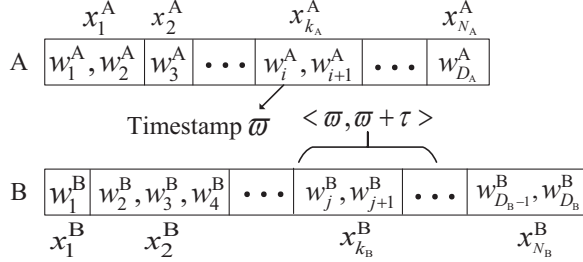 x_1^A x_2^A x_{k_A}^A x_{N_A}^A
A w_1^A, w_2^A w_3^A ••• w_i^A, w_{i+1}^A ••• w_{D_A}^A
Timestamp ϖ < ϖ, ϖ + τ >
B w_1^B w_2^B, w_3^B, w_4^B ••• w_j^B, w_{j+1}^B ••• w_{D_B-1}^B, w_{D_B}^B
x_1^B x_2^B x_{k_B}^B x_{N_B}^B